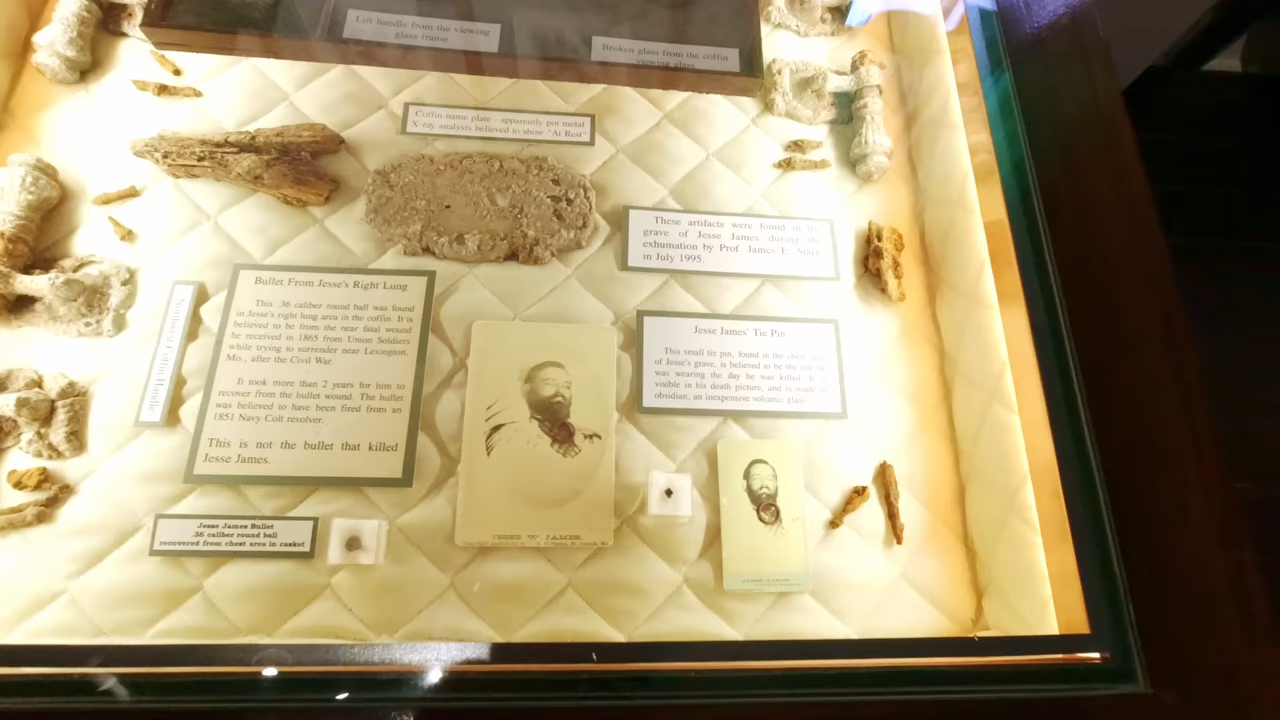 Lift handle from the viewing
glass frame
Broken glass from the coffin
viewing glass
Coffin name plate - apparently pot metal
X-ray analysis believed to show "At Rest"
These artifacts were found in the
grave of Jesse James during the
exhumation by Prof. James E. Starr
in July 1995.
Bullet From Jesse's Right Lung
This .36 caliber round ball was found
in Jesse's right lung area in the coffin. It is
believed to be from the near fatal wound
he received in 1865 from Union Soldiers
while trying to surrender near Lexington,
Mo., after the Civil War.
It took more than 2 years for him to
recover from the bullet wound. The bullet
was believed to have been fired from an
1851 Navy Colt revolver.
This is not the bullet that killed
Jesse James.
Northwest Coffin Handle
Jesse James' Tie Pin
This small tie pin, found in the chest area
of Jesse's grave, is believed to be the one he
was wearing the day he was killed. It is
visible in his death picture, and is made of
obsidian, an inexpensive volcanic glass.
Jesse James Bullet
.36 caliber round ball
recovered from chest area in casket
JESSE W. JAMES